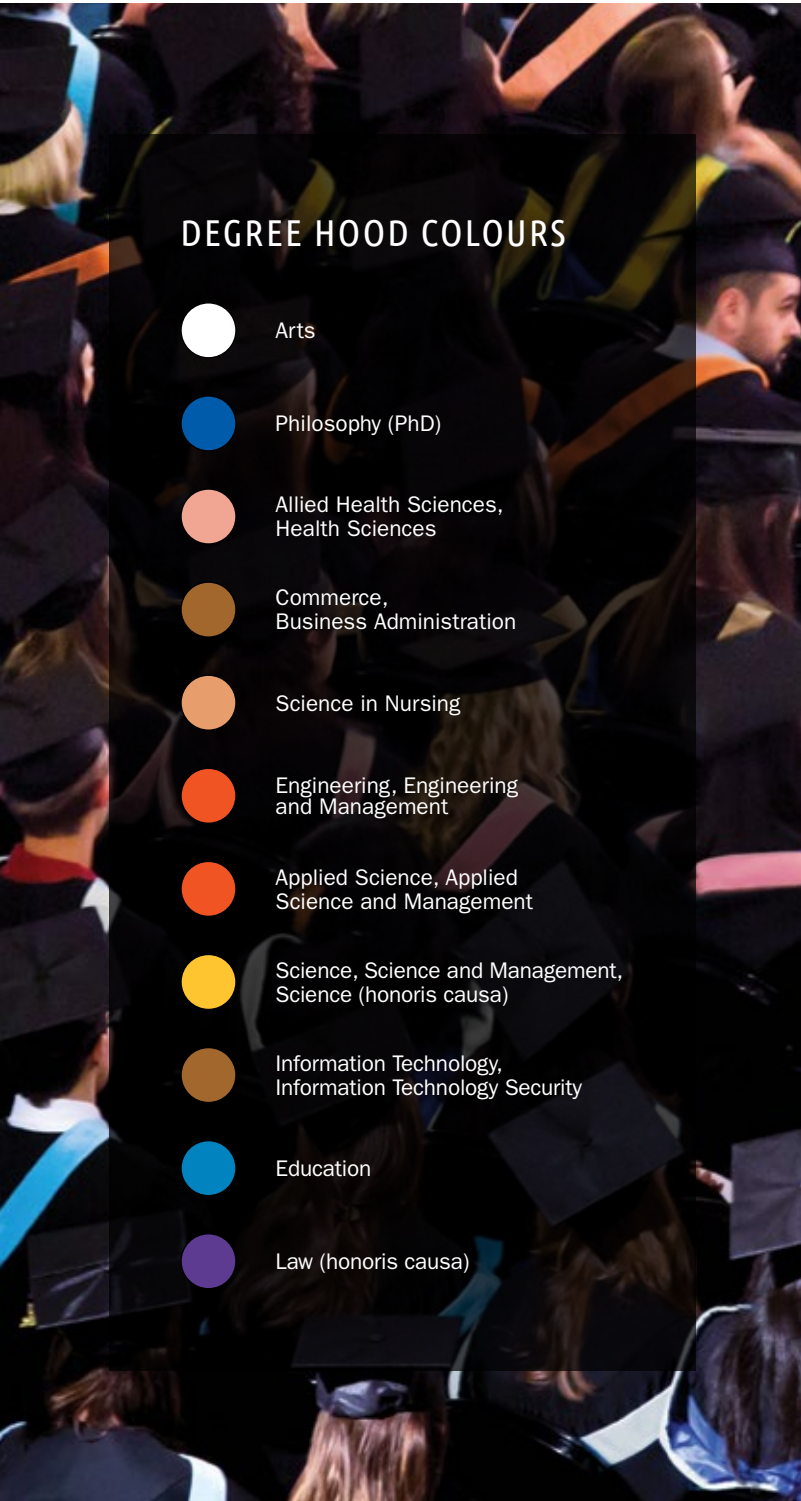 DEGREE HOOD COLOURS
Arts
Philosophy (PhD)
Allied Health Sciences,
Health Sciences
Commerce,
Business Administration
Science in Nursing
Engineering, Engineering
and Management
Applied Science, Applied
Science and Management
Science, Science and Management,
Science (honoris causa)
Information Technology,
Information Technology Security
Education
Law (honoris causa)